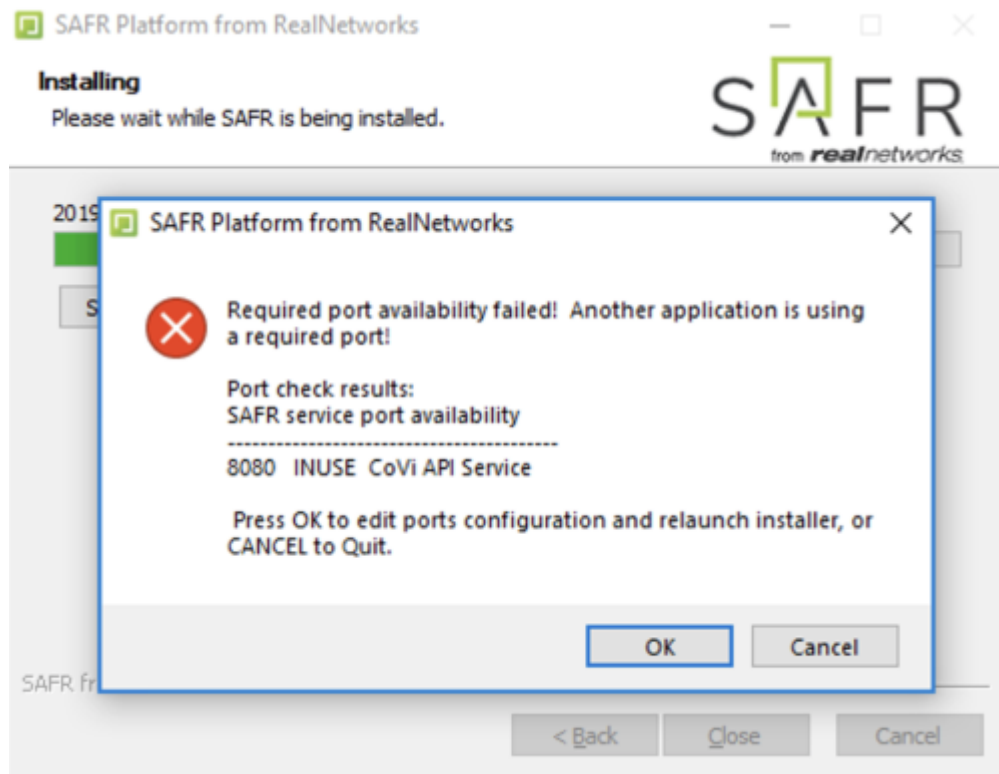 SAFR Platform from RealNetworks
Installing
Please wait while SAFR is being installed.
SAFR
from realnetworks
2019
SAFR Platform from RealNetworks
Required port availability failed! Another application is using
a required port!
Port check results:
SAFR service port availability
-----------------------------------------
8080 INUSE CoVi API Service
Press OK to edit ports configuration and relaunch installer, or
CANCEL to Quit.
OK
Cancel
SAFR fr
< Back
Close
Cancel